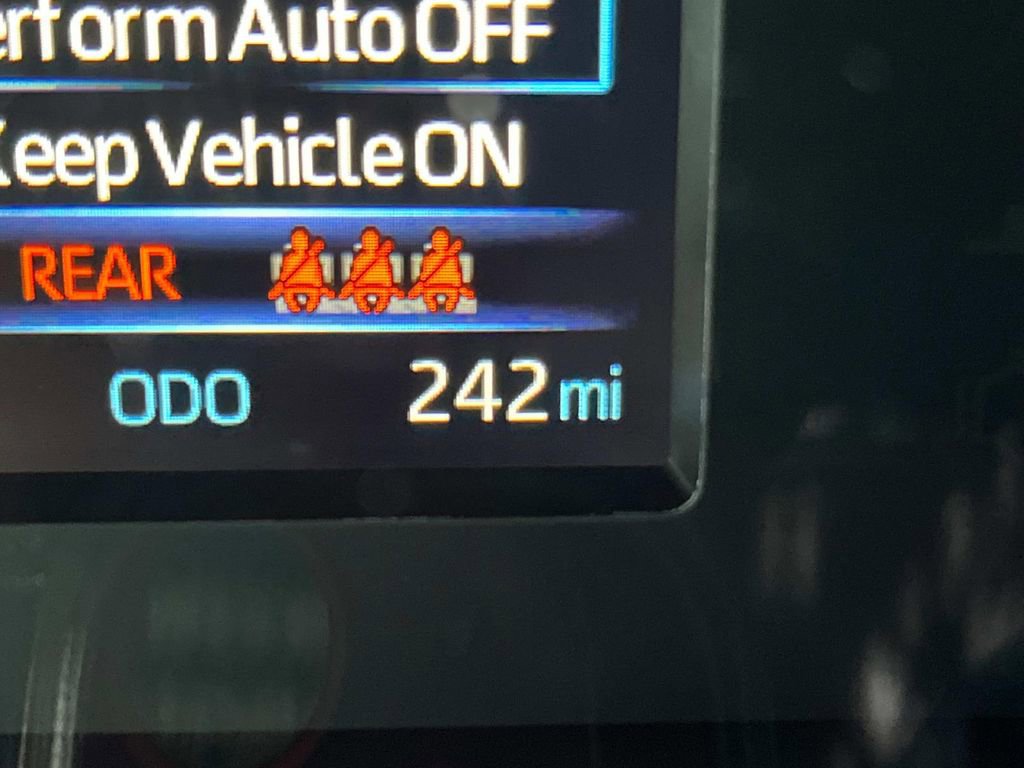 erform Auto OFF
Keep Vehicle ON
REAR
ODO 242 mi